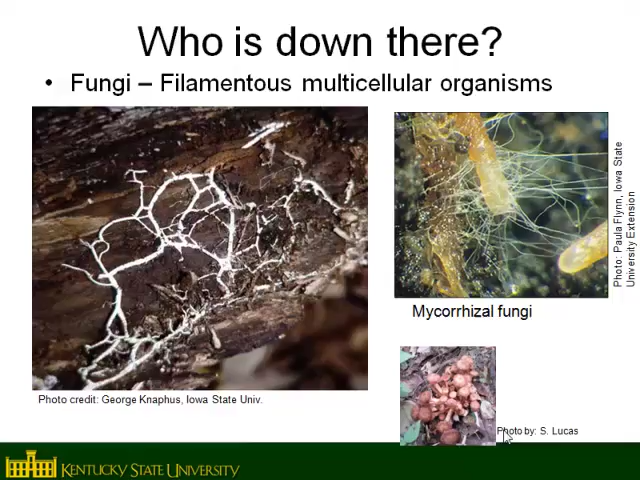 Who is down there?
• Fungi – Filamentous multicellular organisms
Photo: Paula Flynn, Iowa State
University Extension
Mycorrhizal fungi
Photo credit: George Knaphus, Iowa State Univ.
Photo by: S. Lucas
KENTUCKY STATE UNIVERSITY